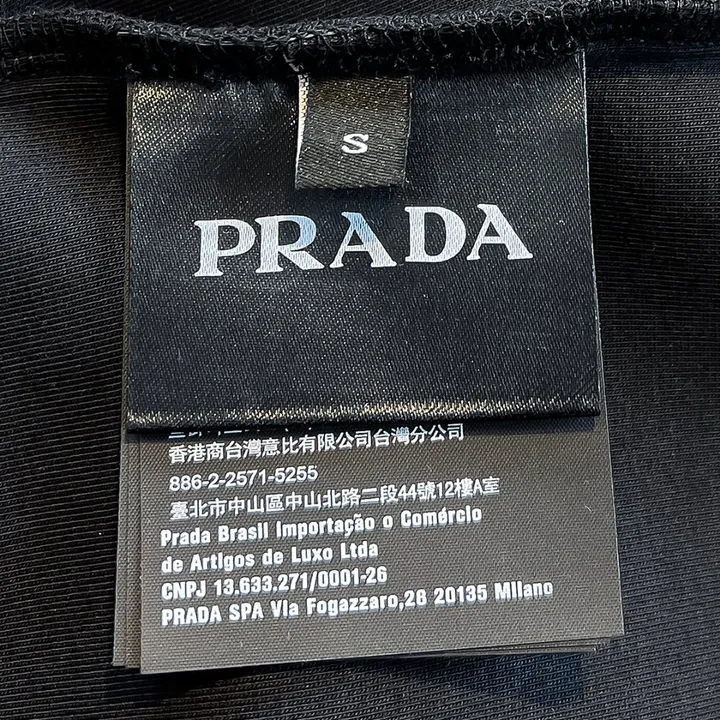 S
PRADA
香港商台灣意比有限公司台灣分公司
886-2-2571-5255
臺北市中山區中山北路二段44號12樓A室
Prada Brasil Importação o Comércio
de Artigos de Luxo Ltda
CNPJ 13.633.271/0001-26
PRADA SPA Via Fogazzaro,28 20135 Milano